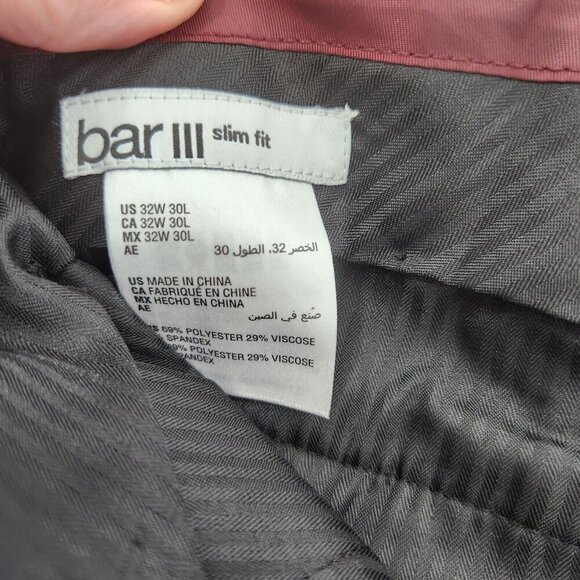 bar III slim fit
US 32W 30L
CA 32W 30L
MX 32W 30L
AE الخصر 32، الطول 30
US MADE IN CHINA
CA FABRIQUÉ EN CHINE
MX HECHO EN CHINA
AE صُنع في الصين
69% POLYESTER 29% VISCOSE
SPANDEX
% POLYESTER 29% VISCOSE
SPANDEX